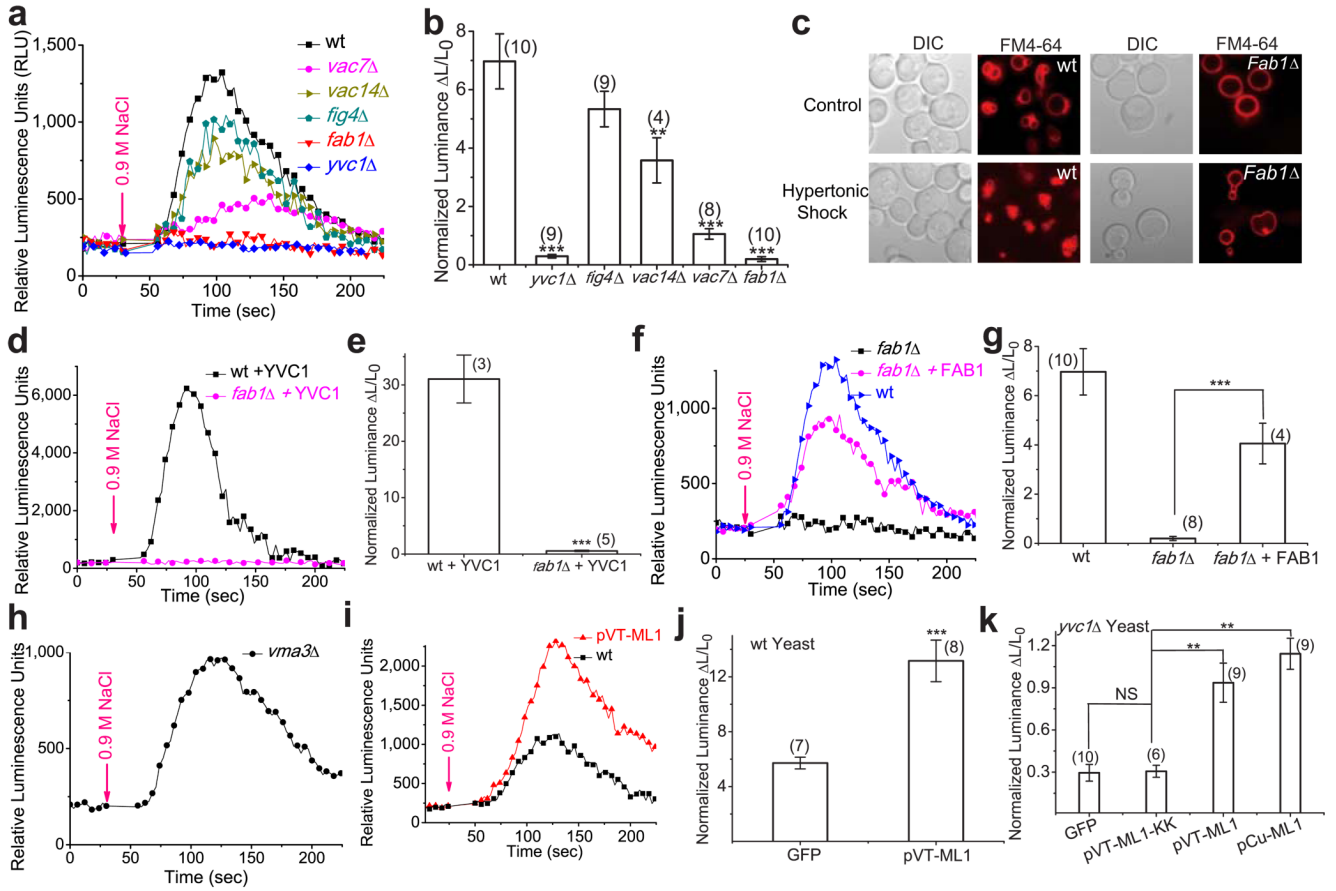 a
Relative Luminescence Units (RLU)
1,500
1,000
750
500
250
0
0.9 M NaCl
wt
vac7Δ
vac14Δ
fig4Δ
fab1Δ
yvc1Δ
0 50 100 150 200
Time (sec)
b
Normalized Luminance ΔL/L0
8
6
4
2
0
(10)
(9)
***
(9)
(4)
**
(8)
***
(10)
***
wt yvc1Δ fig4Δ vac14Δ vac7Δ fab1Δ
c
DIC FM4-64 DIC FM4-64
Control
wt
Fab1Δ
Hypertonic
Shock
wt
Fab1Δ
d
Relative Luminescence Units
6,000
4,000
2,000
0
0.9 M NaCl
wt +YVC1
fab1Δ + YVC1
0 50 100 150 200
Time (sec)
e
Normalized Luminance ΔL/L0
30
20
10
0
(3)
*** (5)
wt + YVC1 rab1Δ + YVC1
f
Relative Luminescence Units
1,000
500
250
0
0.9 M NaCl
fab1Δ
fab1Δ + FAB1
wt
0 50 100 150 200
Time (sec)
g
Normalized Luminance ΔL/L0
8
6
4
2
0
(10)
***
(8)
(4)
wt fab1Δ fab1Δ + FAB1
h
Relative Luminescence Units
1,000
500
250
0
0.9 M NaCl
vma3Δ
0 50 100 150 200
Time (sec)
i
Relative Luminescence Units
2,000
1,500
1,000
500
250
0
0.9 M NaCl
pVT-ML1
wt
0 25 50 100 150 200
Time (sec)
j
Normalized Luminance ΔL/L0
wt Yeast
15
12
9
6
(7)
***
(8)
GFP pVT-ML1
k
Normalized Luminance ΔL/L0
yvc1Δ Yeast
1.2
0.9
0.6
0.3
NS
**
**
(10)
(6)
(9)
(9)
GFP
pVT-ML1-KK
pVT-ML1
pCu-ML1